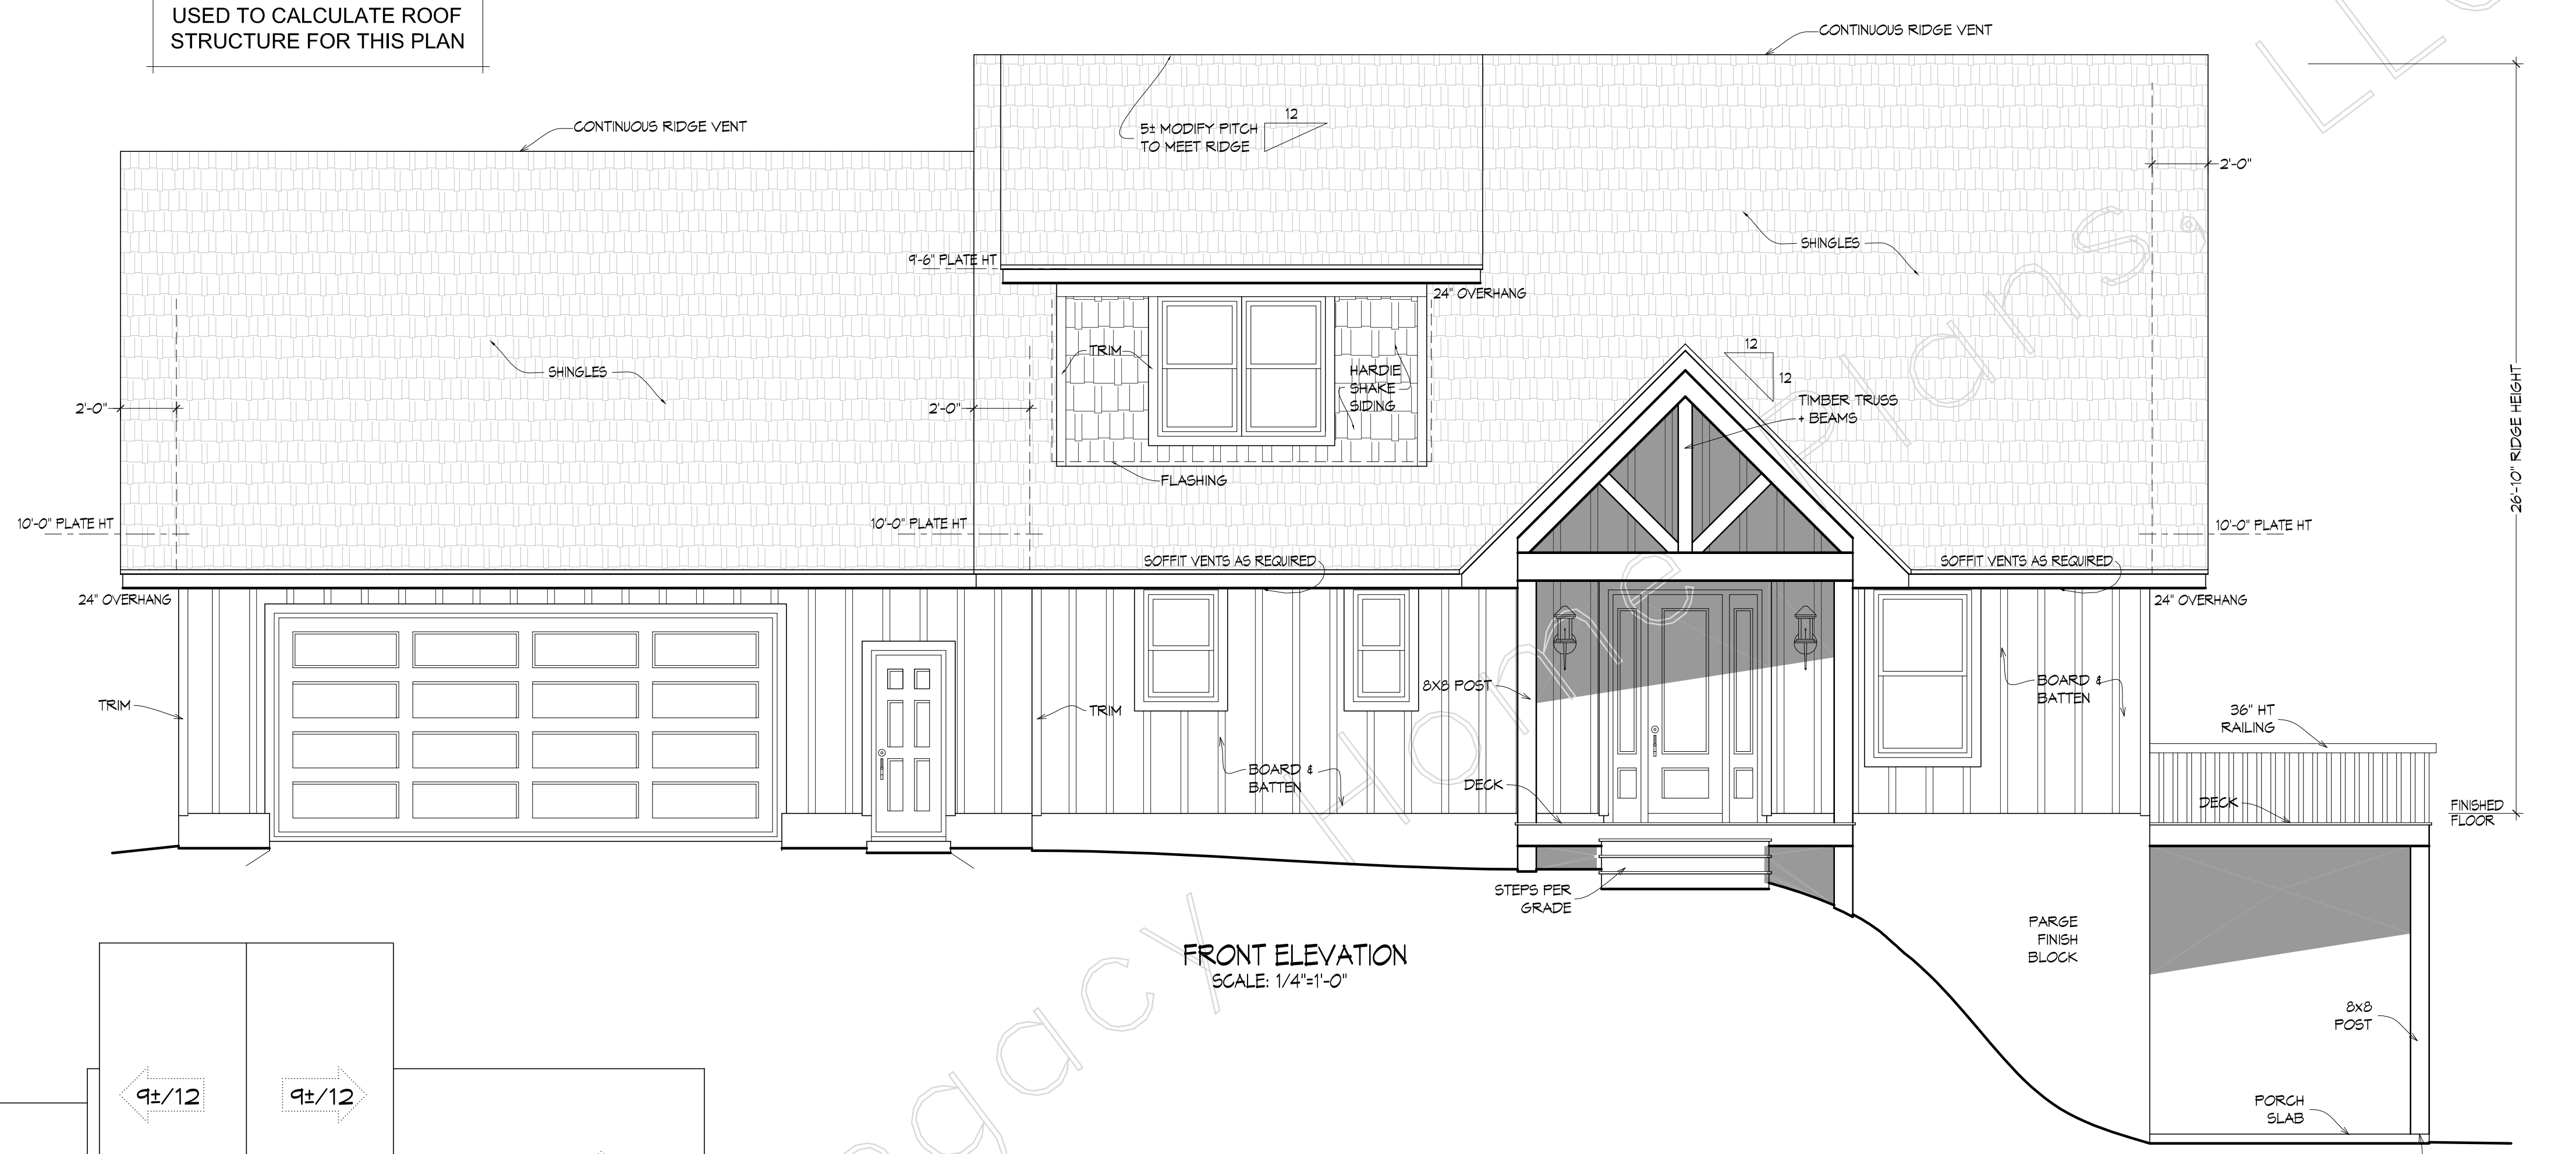 USED TO CALCULATE ROOF
STRUCTURE FOR THIS PLAN
CONTINUOUS RIDGE VENT
CONTINUOUS RIDGE VENT
12
5± MODIFY PITCH
TO MEET RIDGE
2'-0"
SHINGLES
9'-6" PLATE HT
24" OVERHANG
TRIM
HARDIE
SHAKE
SIDING
FLASHING
12
12
TIMBER TRUSS
+ BEAMS
SHINGLES
2'-0"
2'-0"
26'-10" RIDGE HEIGHT
10'-0" PLATE HT
10'-0" PLATE HT
10'-0" PLATE HT
SOFFIT VENTS AS REQUIRED
SOFFIT VENTS AS REQUIRED
24" OVERHANG
24" OVERHANG
TRIM
TRIM
8X8 POST
BOARD &
BATTEN
BOARD &
BATTEN
36" HT
RAILING
DECK
DECK
FINISHED
FLOOR
STEPS PER
GRADE
PARGE
FINISH
BLOCK
FRONT ELEVATION
SCALE: 1/4"=1'-0"
8x8
POST
PORCH
SLAB
9±/12
9±/12
gacy Home Plans, LL